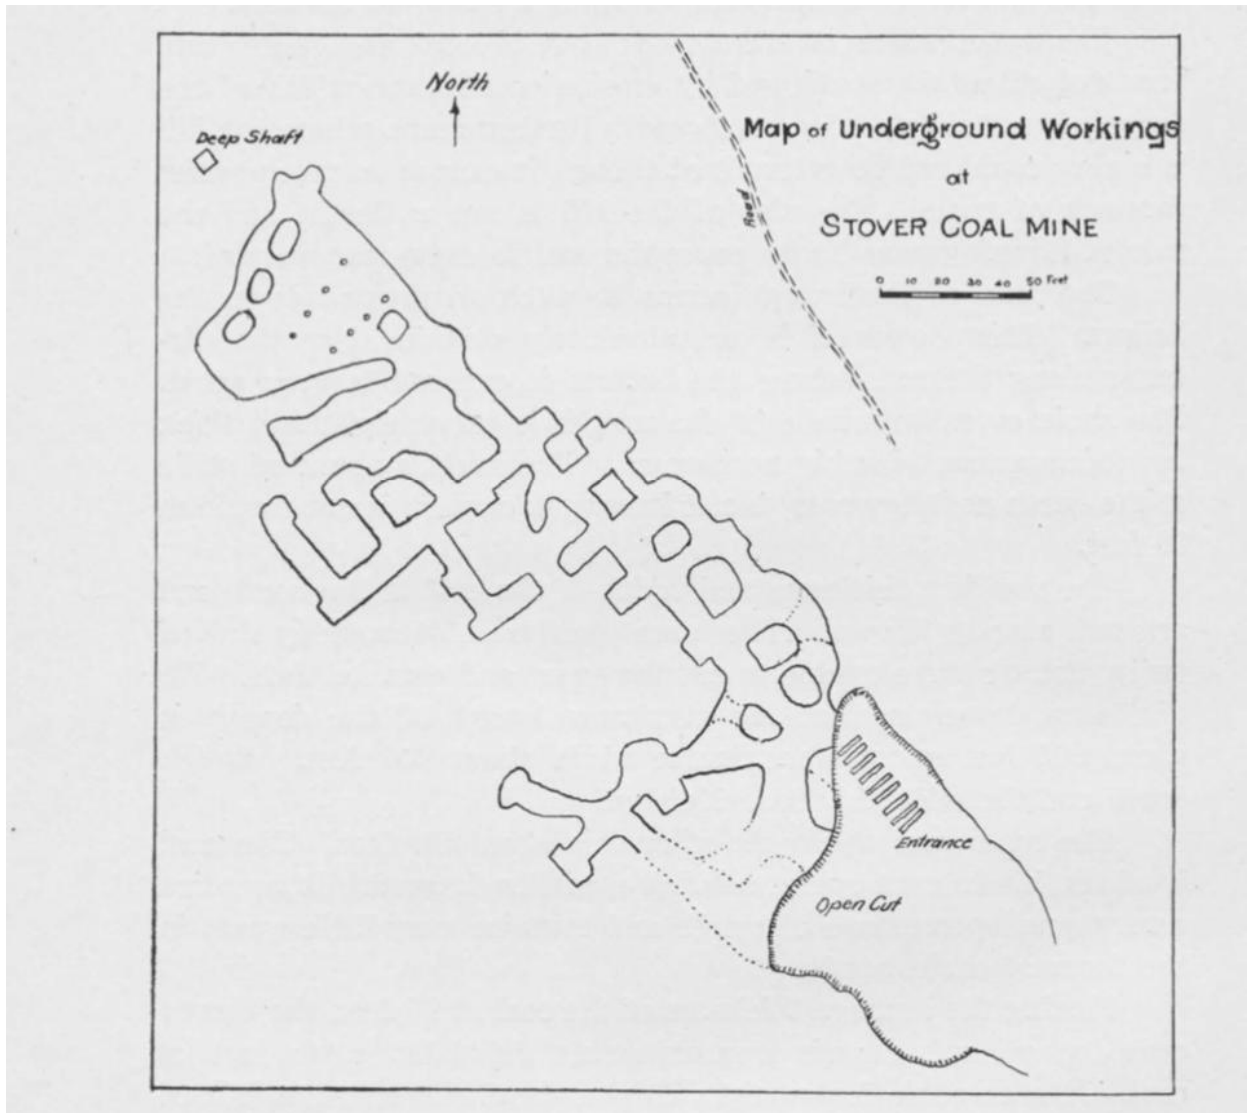 North
Deep Shaft
Map of Underground Workings
at
STOVER COAL MINE
0 10 20 30 40 50 Feet
Road
Entrance
Open Cut